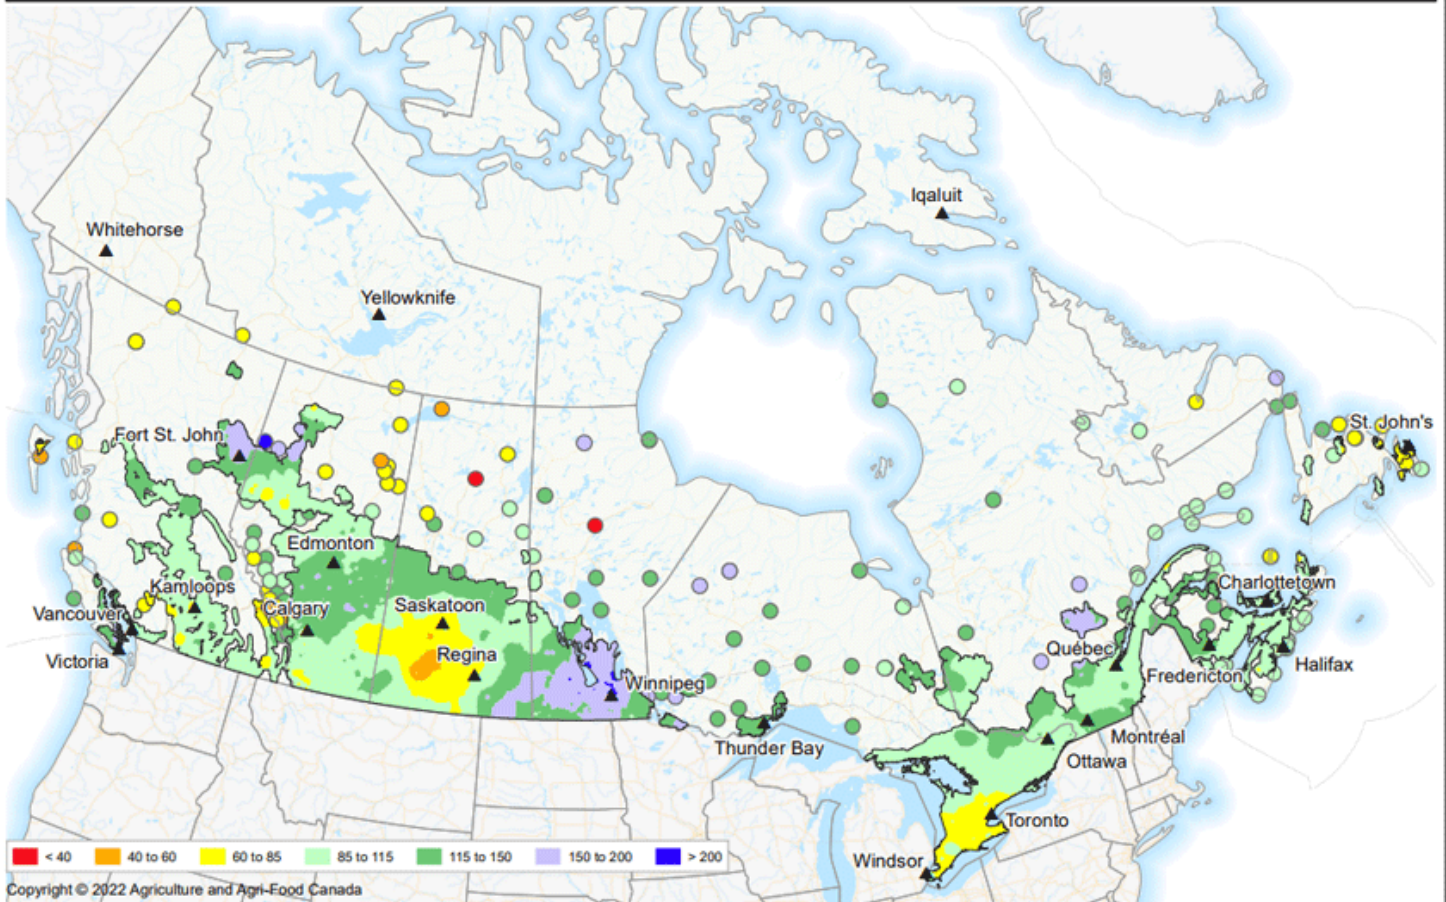 Iqaluit
Whitehorse
Yellowknife
St. John's
Fort St. John
Edmonton
Charlottetown
Kamloops
Vancouver
Calgary
Saskatoon
Québec
Victoria
Regina
Halifax
Fredericton
Winnipeg
Montréal
Thunder Bay
Ottawa
Toronto
Windsor
< 40 40 to 60 60 to 85 85 to 115 115 to 150 150 to 200 > 200
Copyright © 2022 Agriculture and Agri-Food Canada